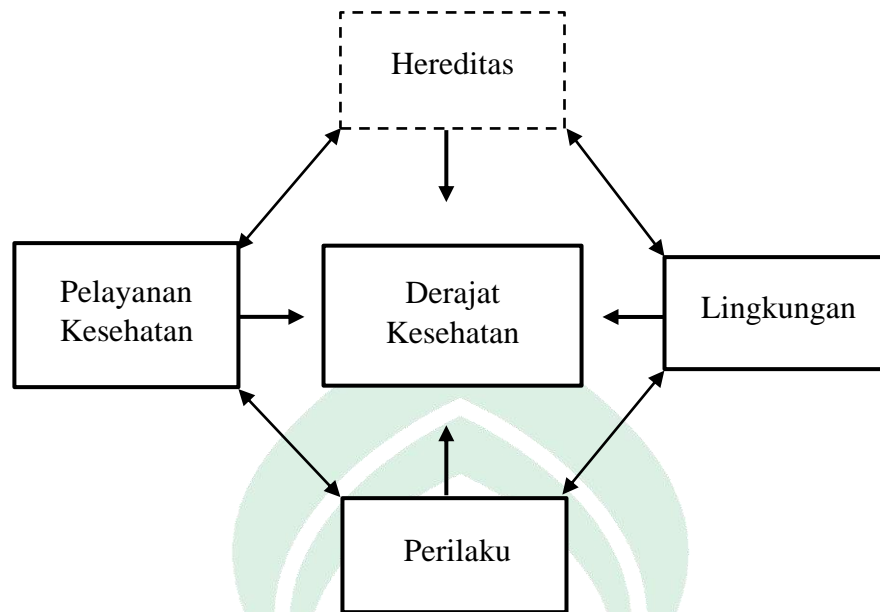 Hereditas
Pelayanan
Kesehatan
Derajat
Kesehatan
Lingkungan
Perilaku